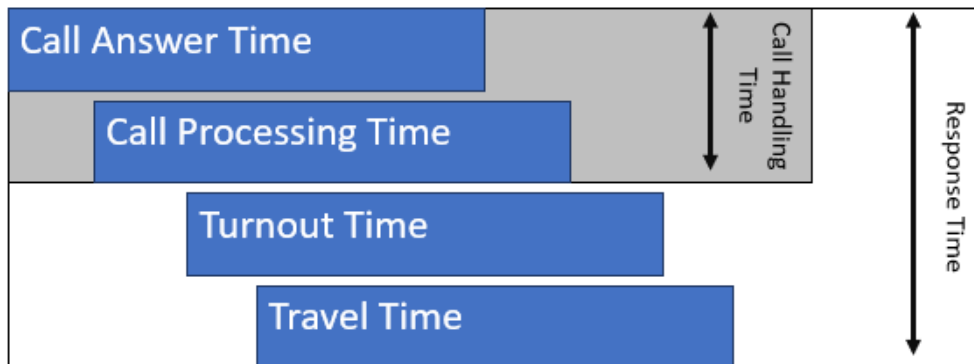 Call Answer Time
Call Processing Time
Turnout Time
Travel Time
Call Handling
Time
Response Time